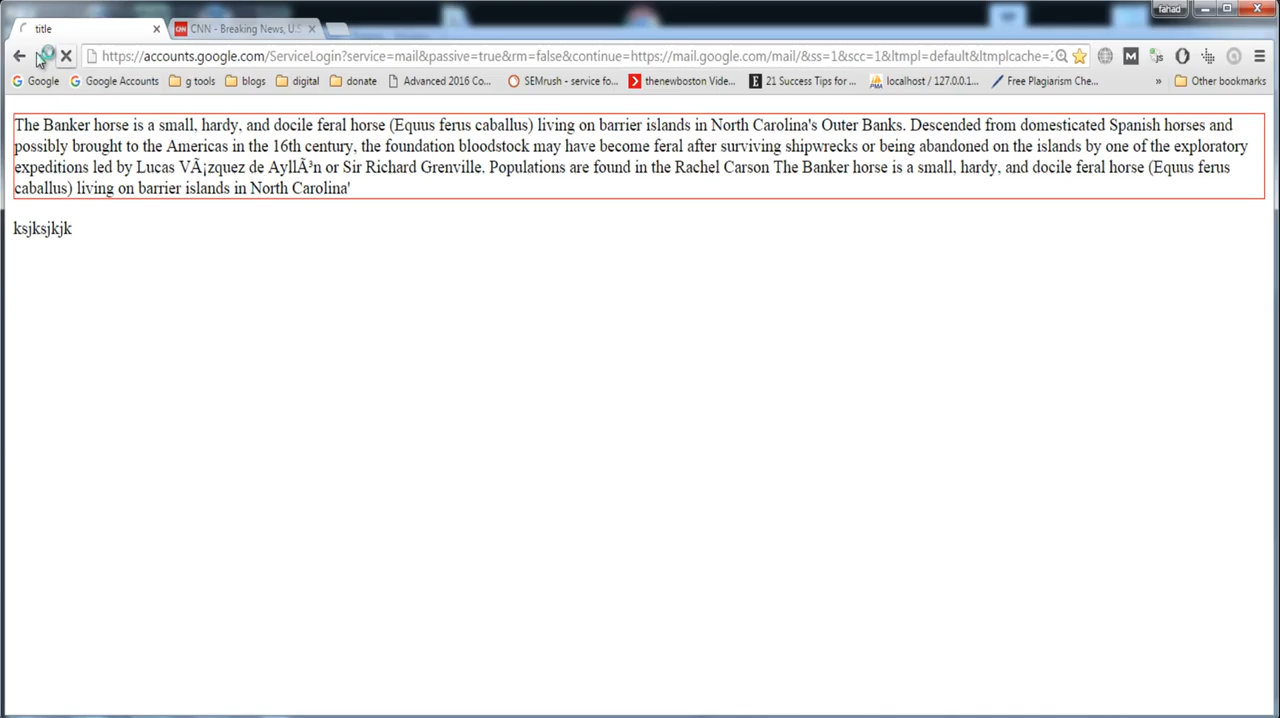 fahad
title
CNN - Breaking News, U.S
https://accounts.google.com/ServiceLogin?service=mail&passive=true&rm=false&continue=https://mail.google.com/mail/&ss=1&scc=1&ltmpl=default&ltmplcache=
Google Google Accounts g tools blogs digital donate Advanced 2016 Co... SEMrush - service fo... thenewboston Vide... 21 Success Tips for ... localhost / 127.0.0.1... Free Plagiarism Che... » Other bookmarks
The Banker horse is a small, hardy, and docile feral horse (Equus ferus caballus) living on barrier islands in North Carolina's Outer Banks. Descended from domesticated Spanish horses and
possibly brought to the Americas in the 16th century, the foundation bloodstock may have become feral after surviving shipwrecks or being abandoned on the islands by one of the exploratory
expeditions led by Lucas VÃ¡zquez de AyllÃ³n or Sir Richard Grenville. Populations are found in the Rachel Carson The Banker horse is a small, hardy, and docile feral horse (Equus ferus
caballus) living on barrier islands in North Carolina'
ksjksjkjk